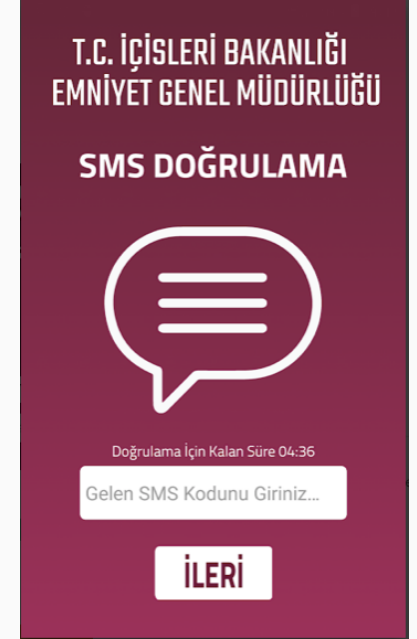 T.C. İÇİSLERİ BAKANLIĞI
EMNİYET GENEL MÜDÜRLÜĞÜ
SMS DOĞRULAMA
Doğrulama İçin Kalan Süre 04:36
Gelen SMS Kodunu Giriniz...
İLERİ